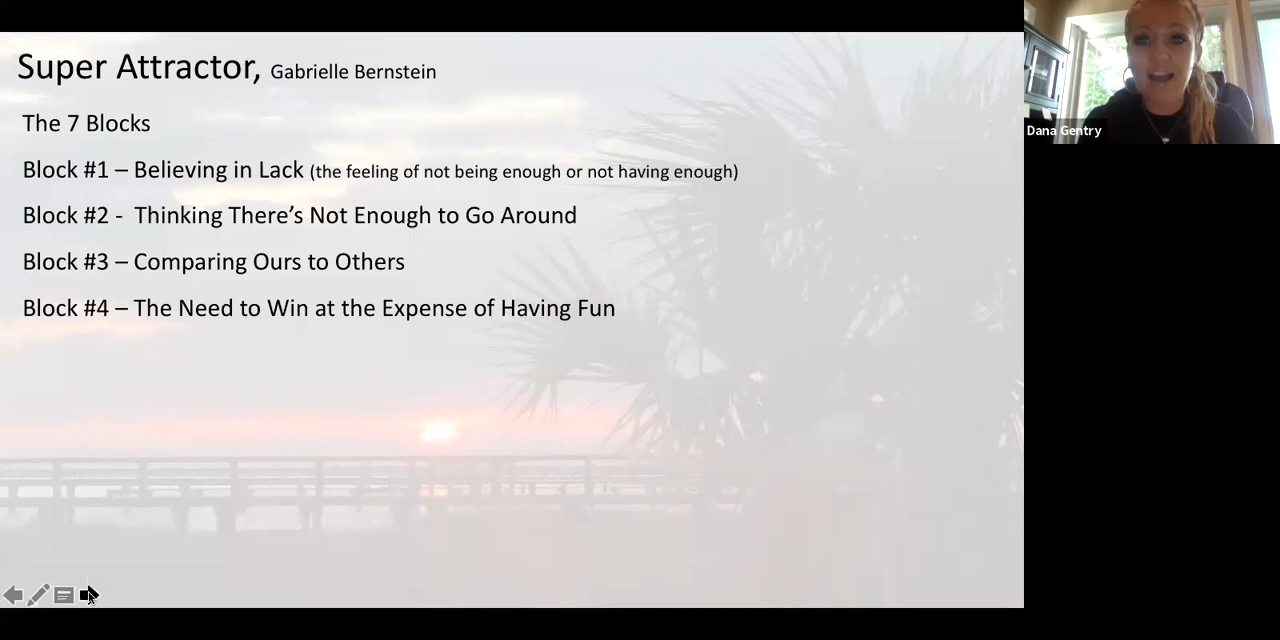 Super Attractor, Gabrielle Bernstein
The 7 Blocks
Block #1 – Believing in Lack (the feeling of not being enough or not having enough)
Block #2 - Thinking There’s Not Enough to Go Around
Block #3 – Comparing Ours to Others
Block #4 – The Need to Win at the Expense of Having Fun
Dana Gentry